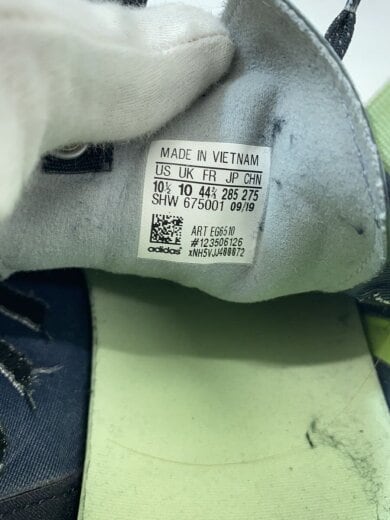 MADE IN VIETNAM
US UK FR JP CHN
10½ 10 44⅔ 285 275
SHW 675001 09/19
ART EG6510
#123506126
adidas